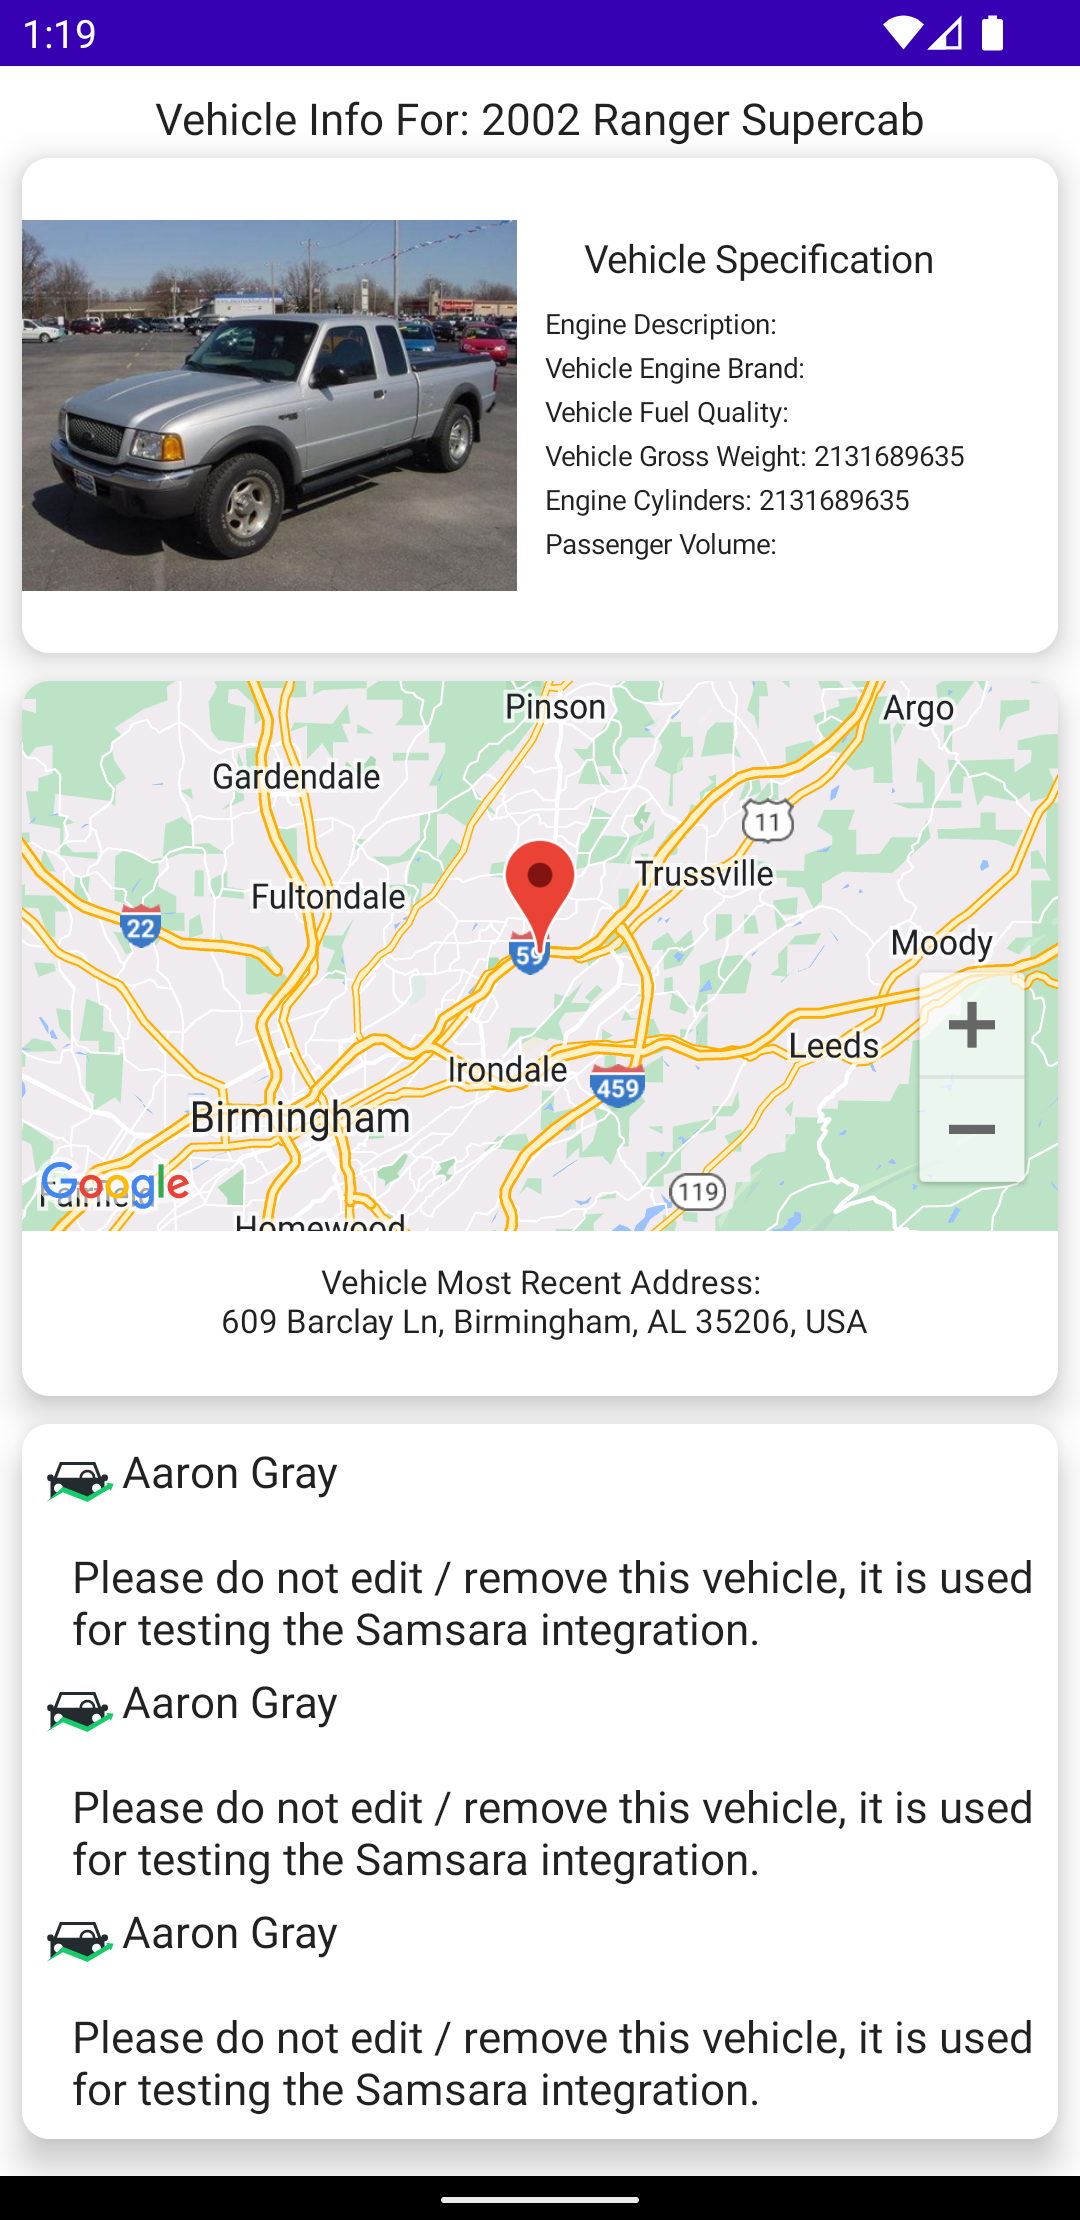 1:19
Vehicle Info For: 2002 Ranger Supercab
Vehicle Specification
Engine Description:
Vehicle Engine Brand:
Vehicle Fuel Quality:
Vehicle Gross Weight: 2131689635
Engine Cylinders: 2131689635
Passenger Volume:
Pinson
Argo
Gardendale
11
Trussville
Fultondale
22
59
Moody
Leeds
Irondale
459
Birmingham
Google
Fairfield
119
Homewood
Vehicle Most Recent Address:
609 Barclay Ln, Birmingham, AL 35206, USA
Aaron Gray
Please do not edit / remove this vehicle, it is used
for testing the Samsara integration.
Aaron Gray
Please do not edit / remove this vehicle, it is used
for testing the Samsara integration.
Aaron Gray
Please do not edit / remove this vehicle, it is used
for testing the Samsara integration.